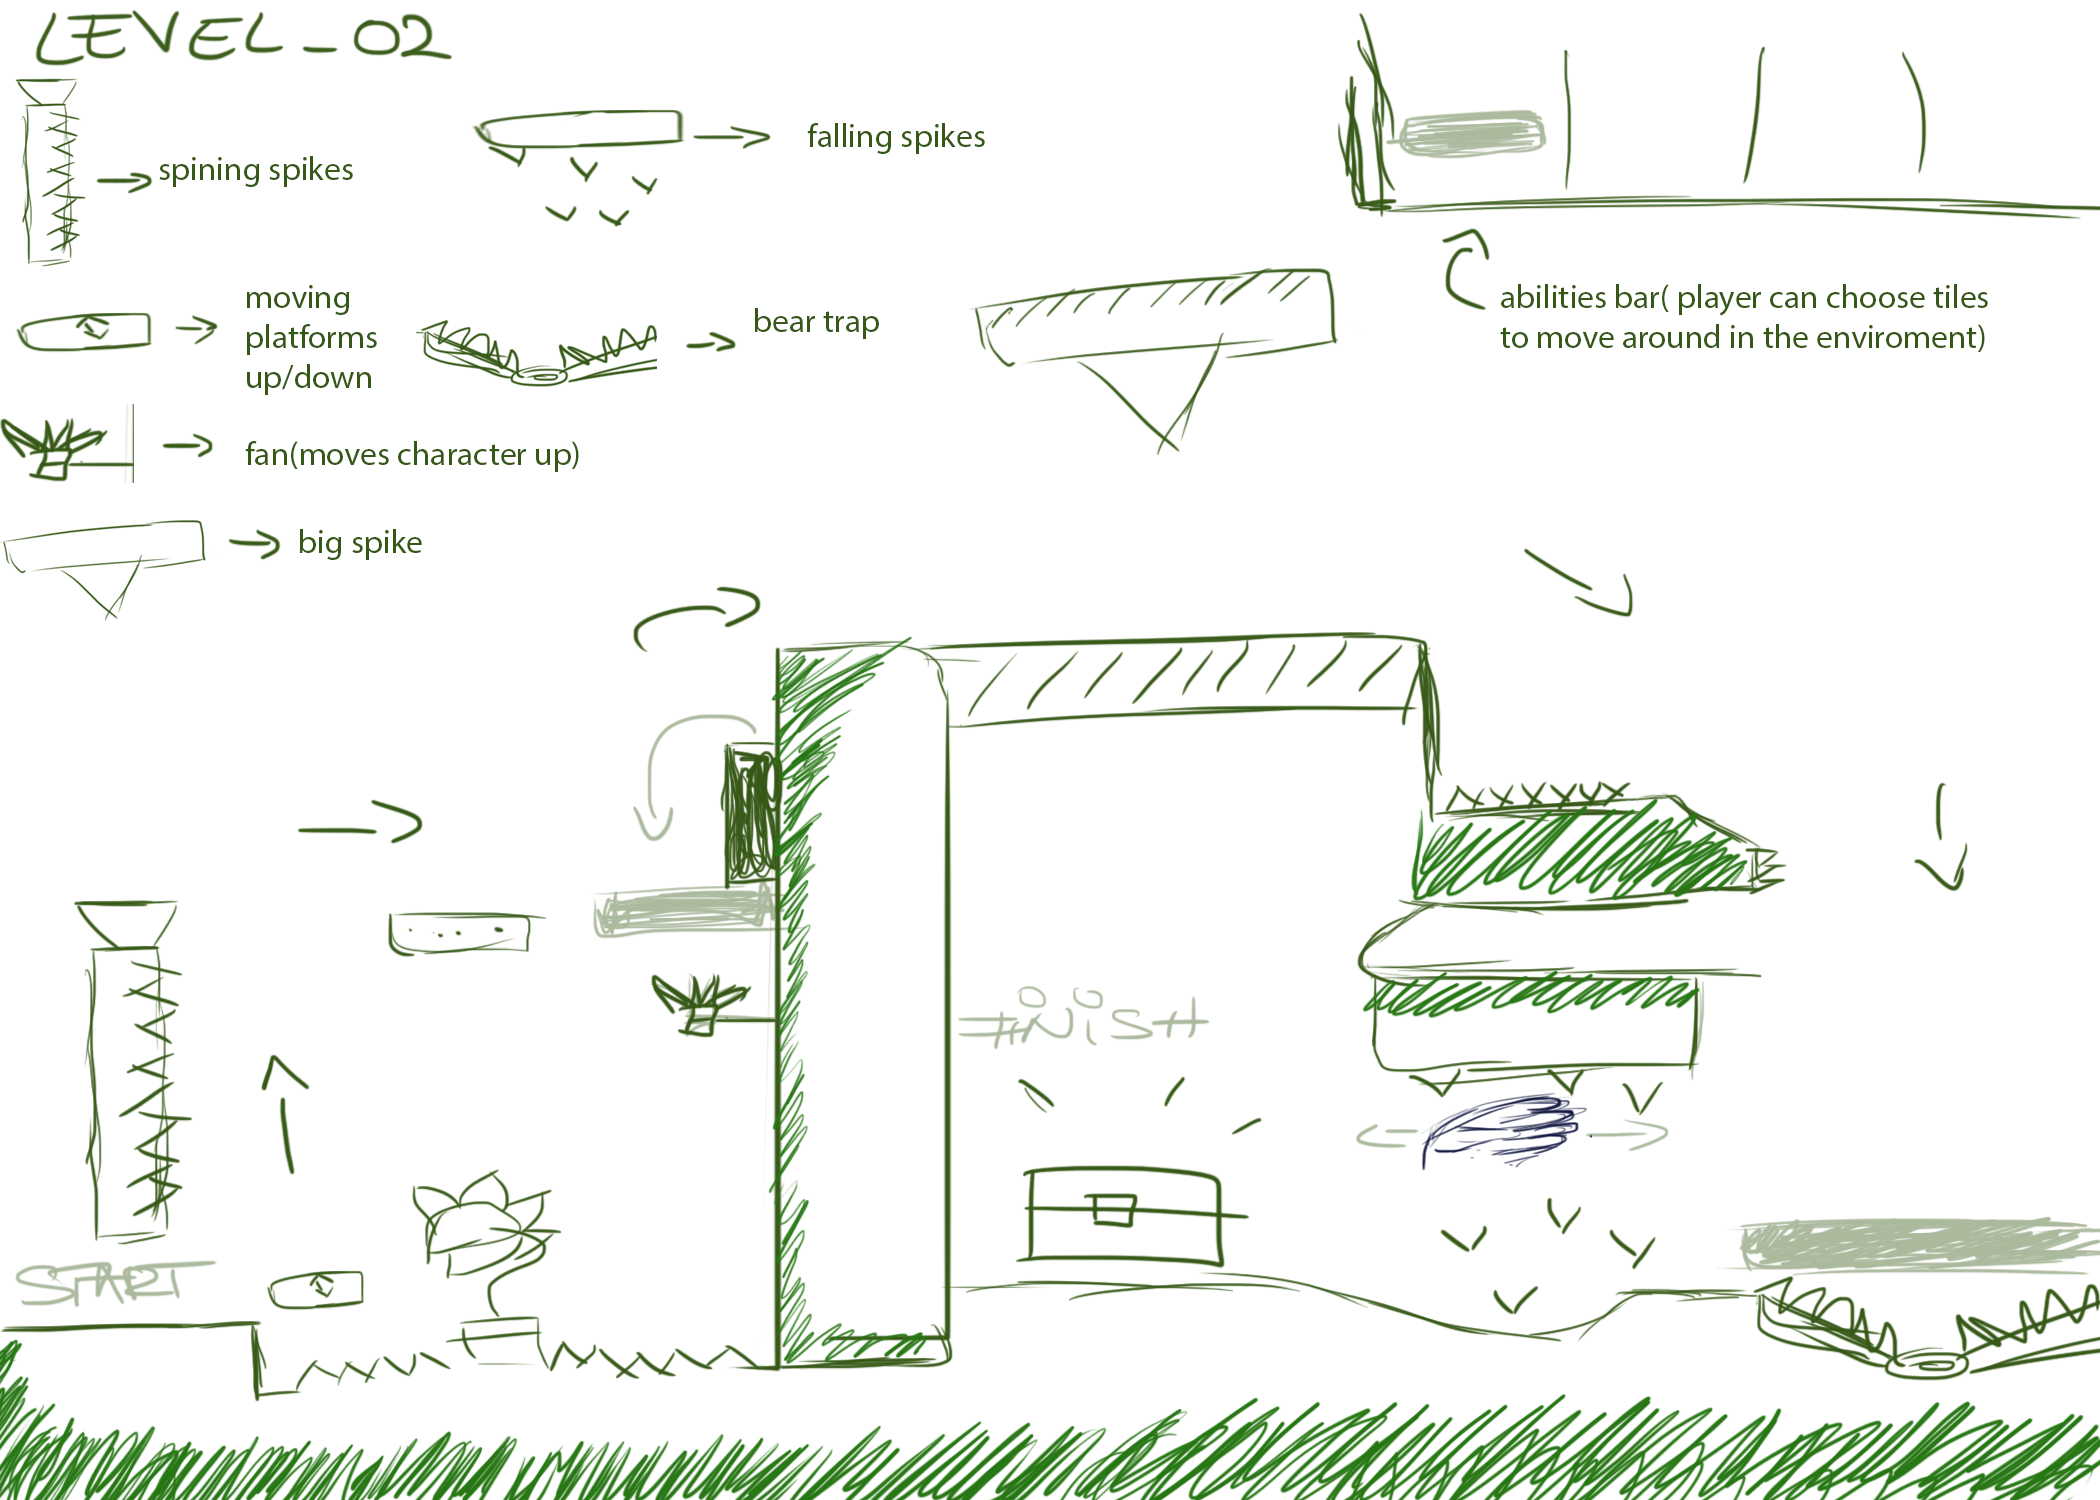 LEVEL_02
spining spikes
falling spikes
moving
platforms
up/down
bear trap
abilities bar( player can choose tiles
to move around in the enviroment)
fan(moves character up)
big spike
FINISH
START